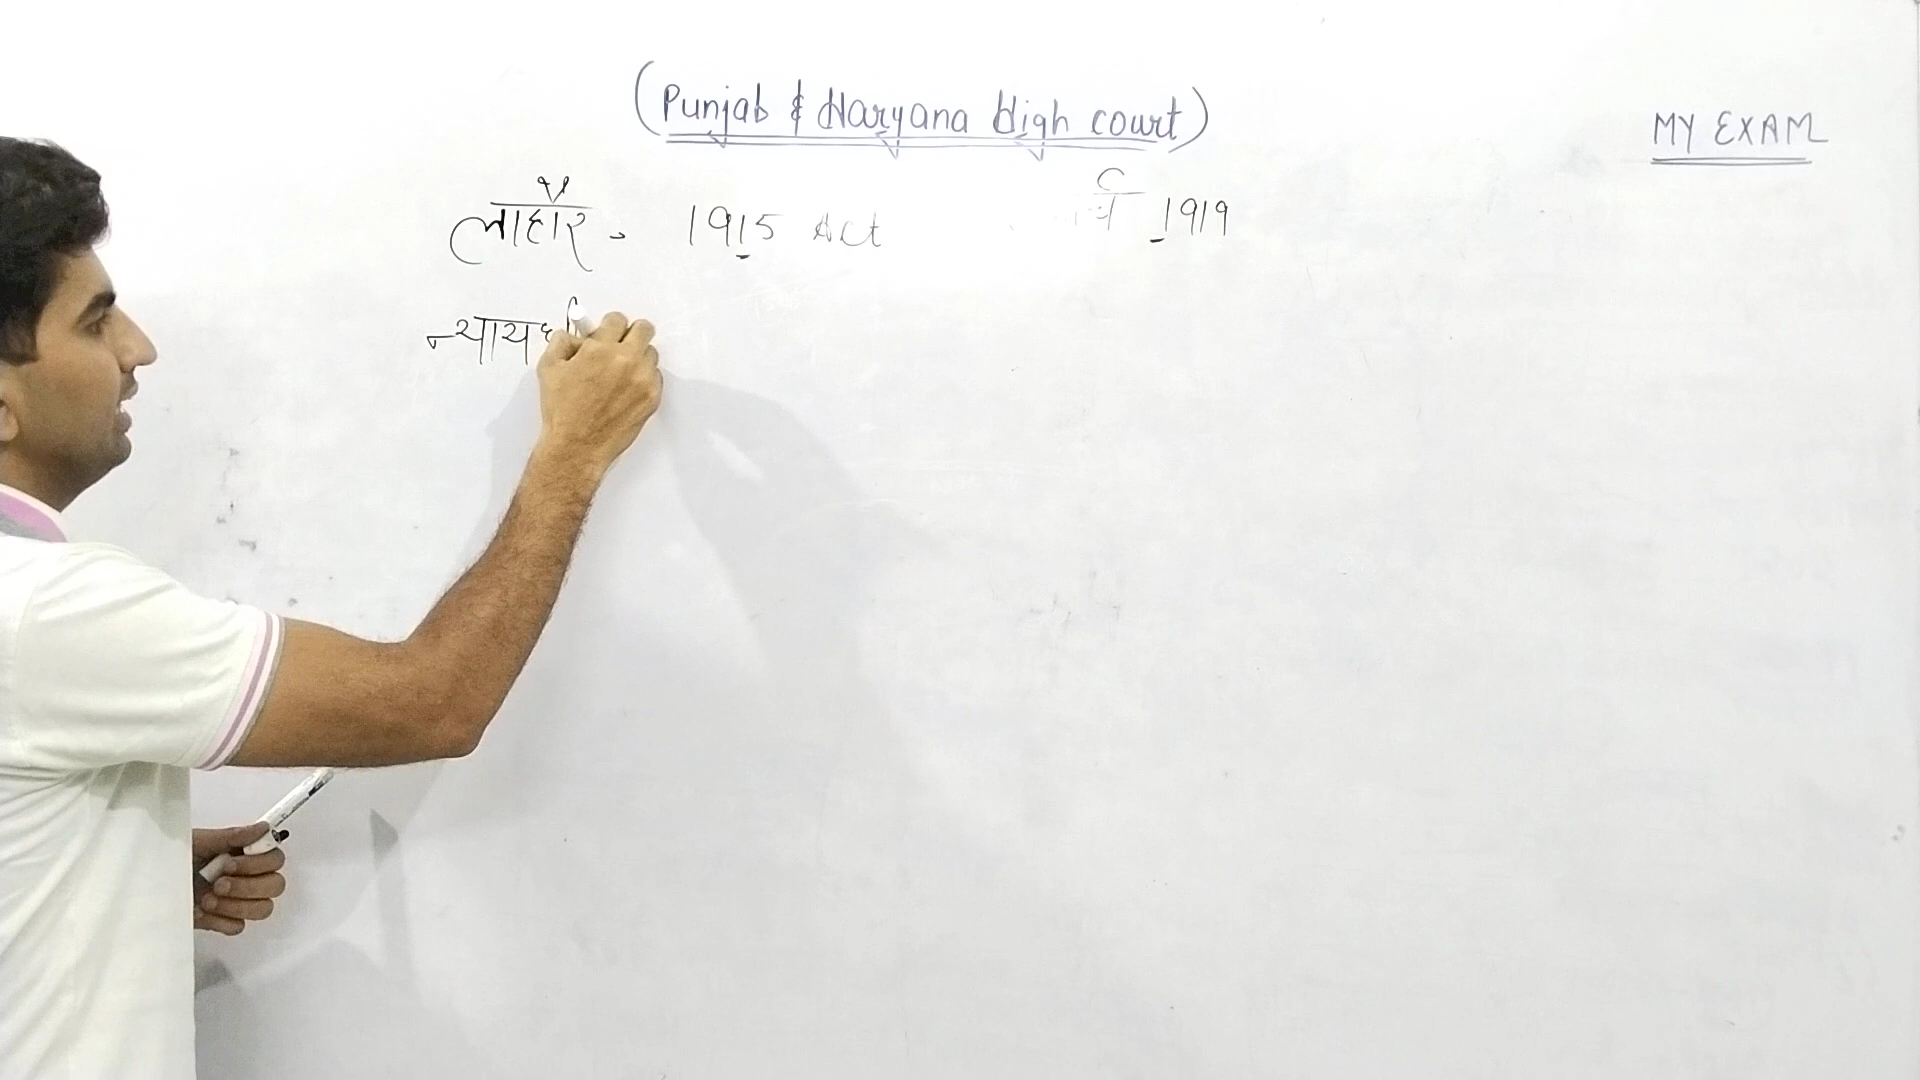 (Punjab & Haryana High court)
MY EXAM
लाहौर - 1915 Act 1919